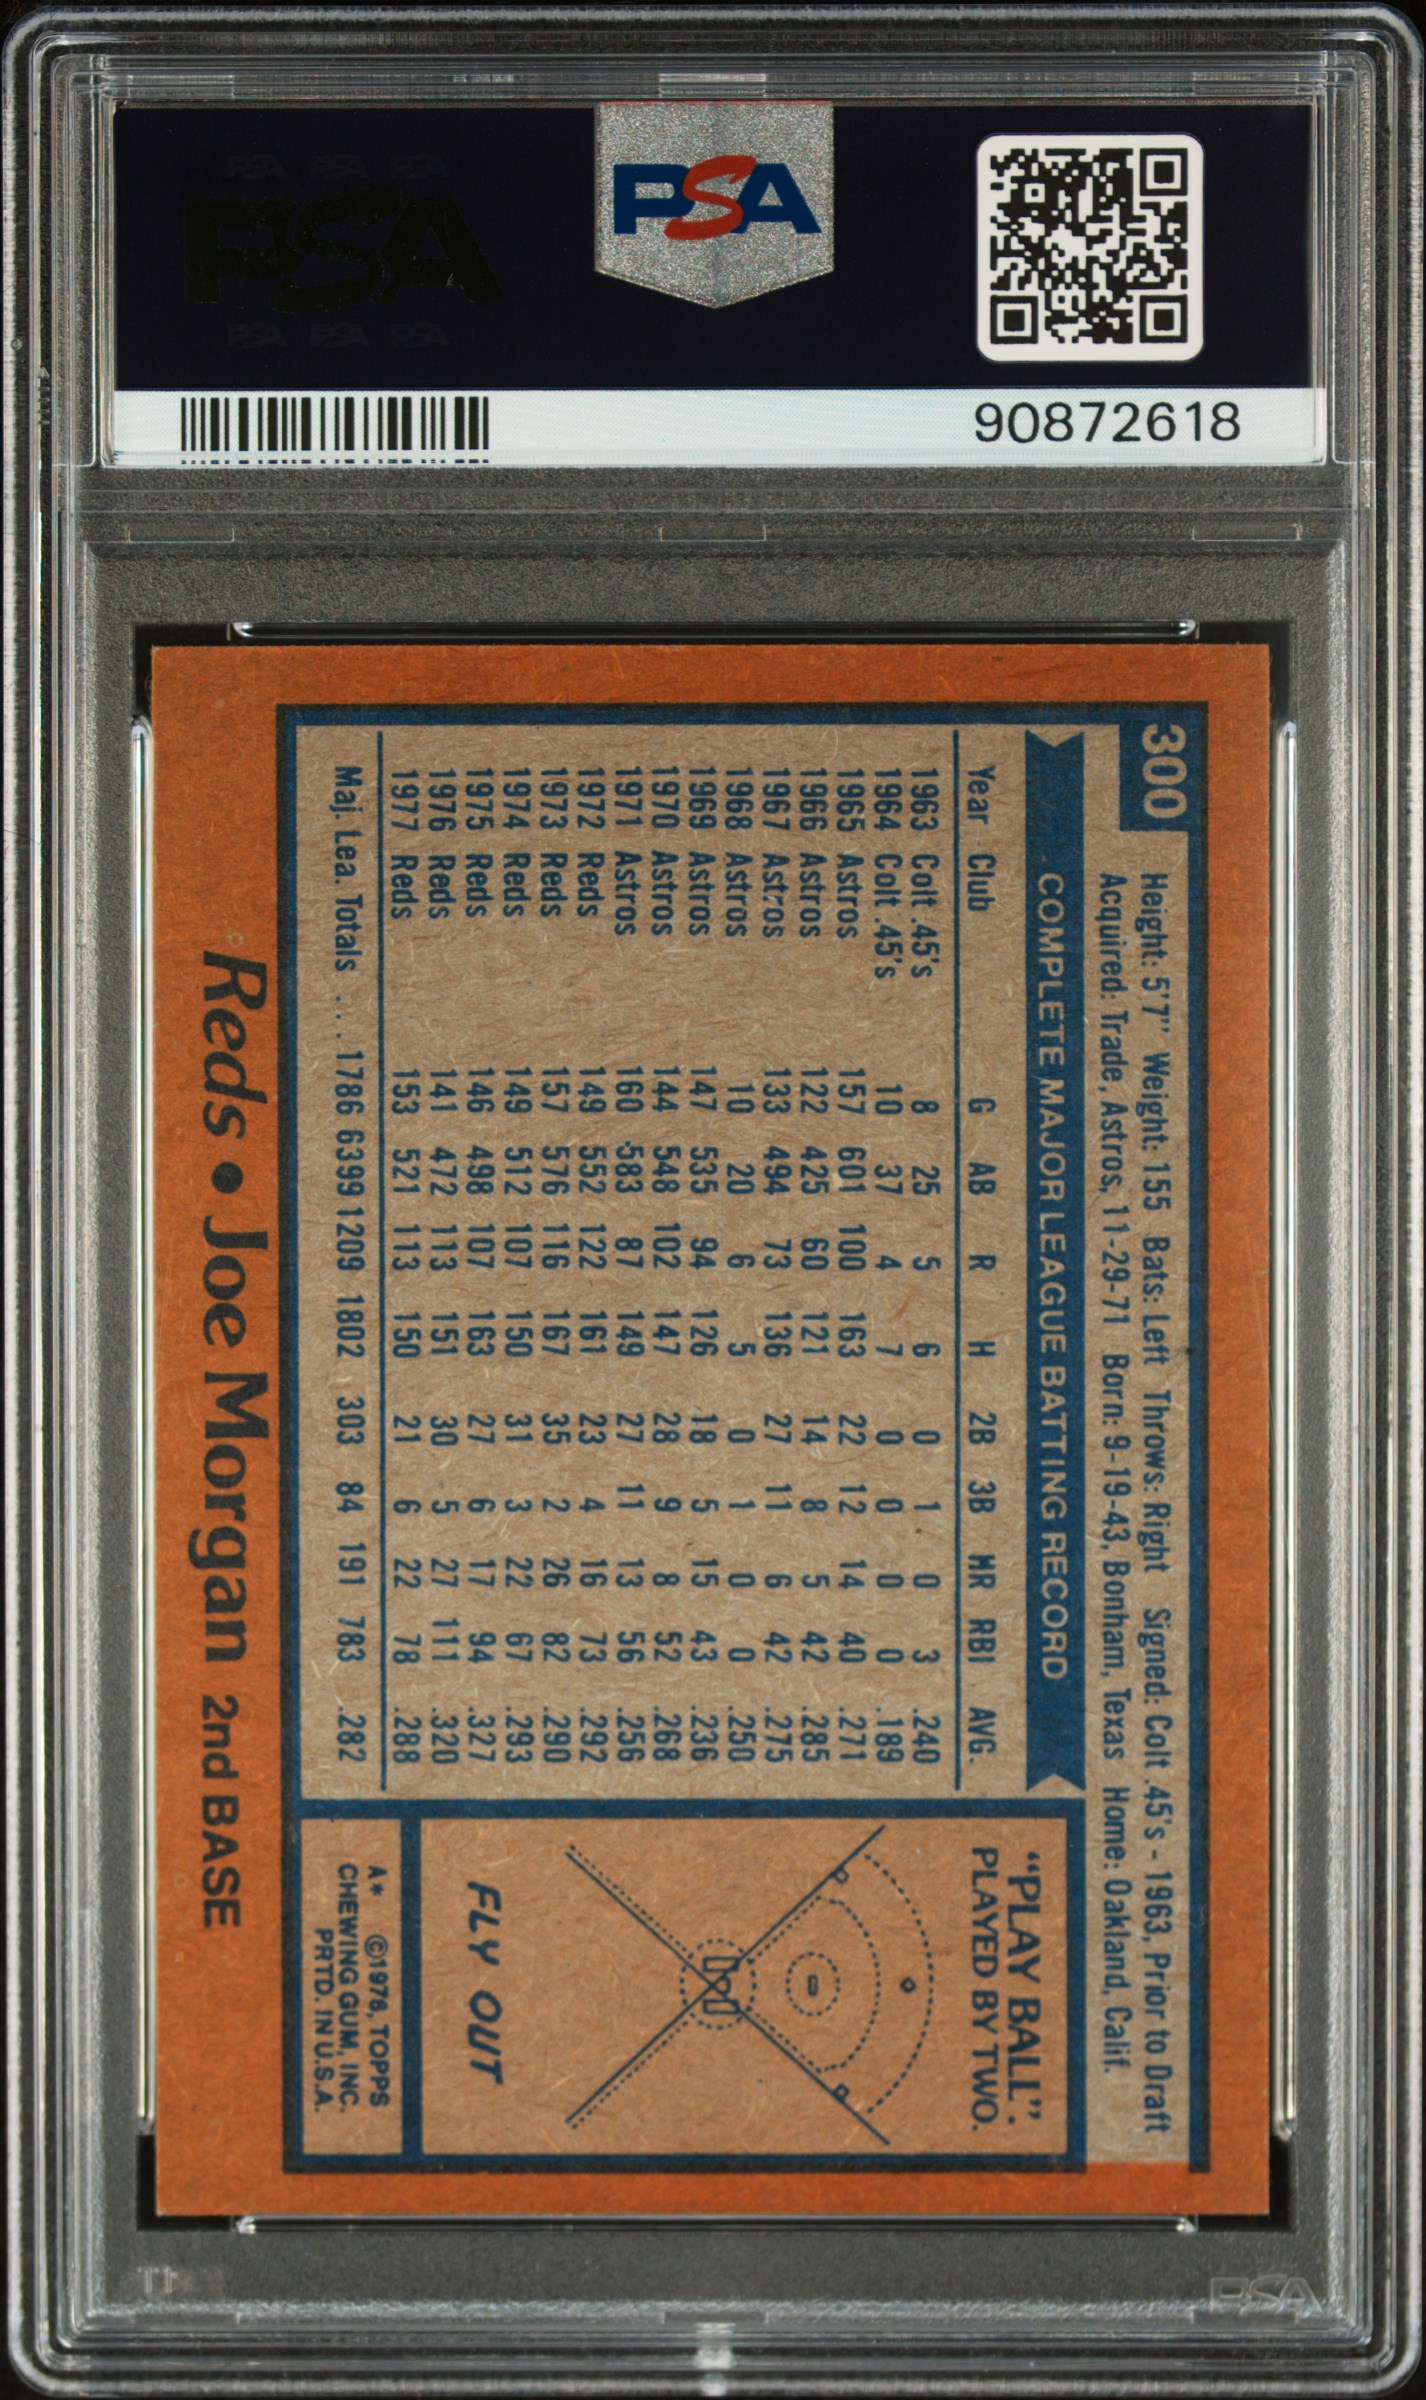 PSA PSA PSA
PSA
PSA PSA PSA
PSA
90872618
300
Height: 5'7" Weight: 155 Bats: Left Throws: Right Signed: Colt .45's - 1963, Prior to Draft
Acquired: Trade, Astros, 11-29-71 Born: 9-19-43, Bonham, Texas Home: Oakland, Calif.
COMPLETE MAJOR LEAGUE BATTING RECORD
Year Club G AB R H 2B 3B HR RBI AVG.
1963 Colt .45's 8 25 5 6 0 1 0 3 .240
1964 Colt .45's 10 37 4 7 0 0 0 0 .189
1965 Astros 157 601 100 163 22 12 14 40 .271
1966 Astros 122 425 60 121 14 8 5 42 .285
1967 Astros 133 494 73 136 27 11 6 42 .275
1968 Astros 10 20 6 5 0 1 0 0 .250
1969 Astros 147 535 94 126 18 5 15 43 .236
1970 Astros 144 548 102 147 28 9 8 52 .268
1971 Astros 160 583 87 149 27 11 13 56 .256
1972 Reds 149 552 122 161 23 4 16 73 .292
1973 Reds 157 576 116 167 35 2 26 82 .290
1974 Reds 149 512 107 150 31 3 22 67 .293
1975 Reds 146 498 107 163 27 6 17 94 .327
1976 Reds 141 472 113 151 30 5 27 111 .320
1977 Reds 153 521 113 150 21 6 22 78 .288
Maj. Lea. Totals .... 1786 6399 1209 1802 303 84 191 783 .282
"PLAY BALL".
PLAYED BY TWO.
FLY OUT
A* ©1978, TOPPS
CHEWING GUM, INC.
PRTD. IN U.S.A.
Reds • Joe Morgan 2nd BASE
PSA